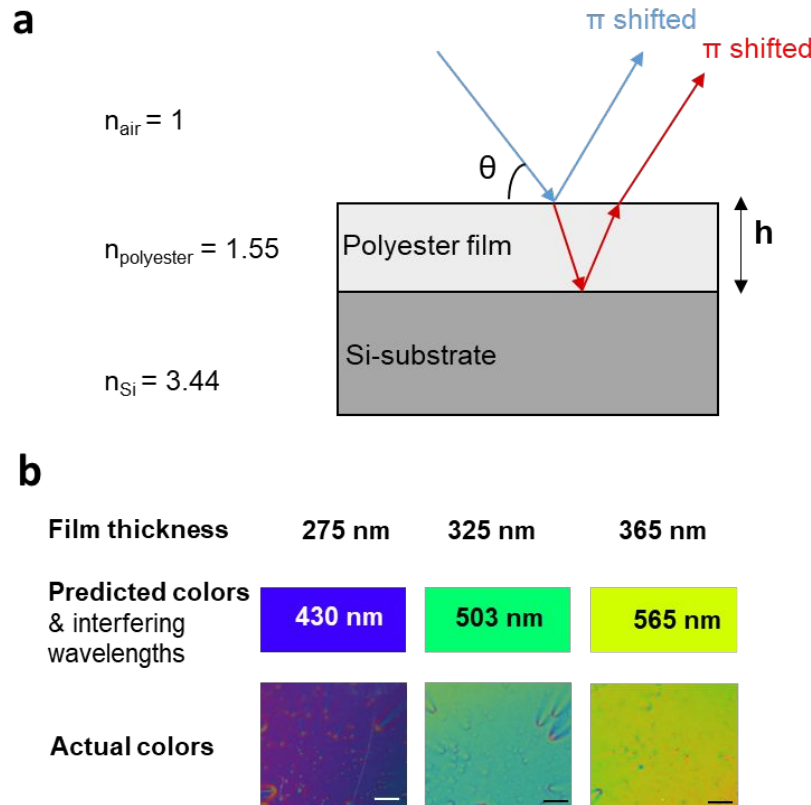 a
π shifted
π shifted
n_air = 1
θ
h
n_polyester = 1.55
Polyester film
Si-substrate
n_Si = 3.44
b
Film thickness 275 nm 325 nm 365 nm
Predicted colors
& interfering
wavelengths
430 nm 503 nm 565 nm
Actual colors